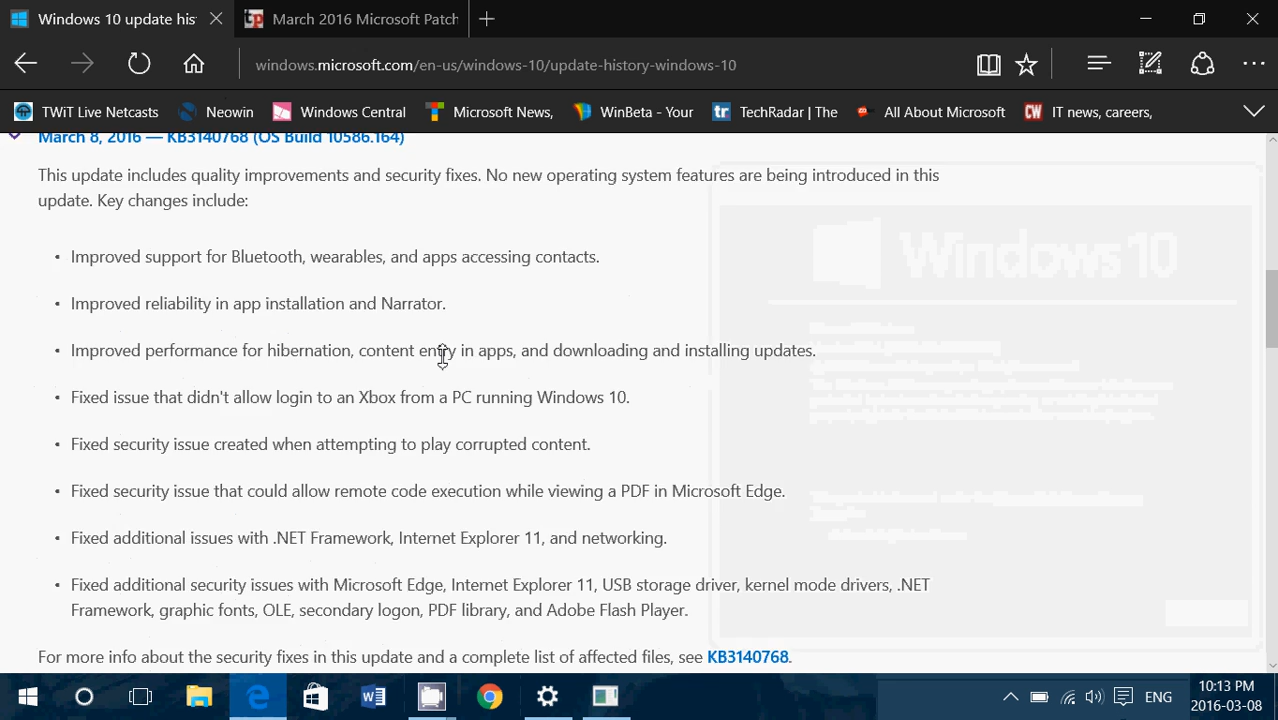 Windows 10 update his
March 2016 Microsoft Patch
windows.microsoft.com/en-us/windows-10/update-history-windows-10
TWiT Live Netcasts Neowin Windows Central Microsoft News, WinBeta - Your TechRadar | The All About Microsoft IT news, careers,
March 8, 2016 — KB3140768 (OS Build 10586.164)
This update includes quality improvements and security fixes. No new operating system features are being introduced in this
update. Key changes include:
Windows 10
• Improved support for Bluetooth, wearables, and apps accessing contacts.
• Improved reliability in app installation and Narrator.
• Improved performance for hibernation, content entry in apps, and downloading and installing updates.
• Fixed issue that didn't allow login to an Xbox from a PC running Windows 10.
• Fixed security issue created when attempting to play corrupted content.
• Fixed security issue that could allow remote code execution while viewing a PDF in Microsoft Edge.
• Fixed additional issues with .NET Framework, Internet Explorer 11, and networking.
• Fixed additional security issues with Microsoft Edge, Internet Explorer 11, USB storage driver, kernel mode drivers, .NET
Framework, graphic fonts, OLE, secondary logon, PDF library, and Adobe Flash Player.
For more info about the security fixes in this update and a complete list of affected files, see KB3140768.
ENG
10:13 PM
2016-03-08